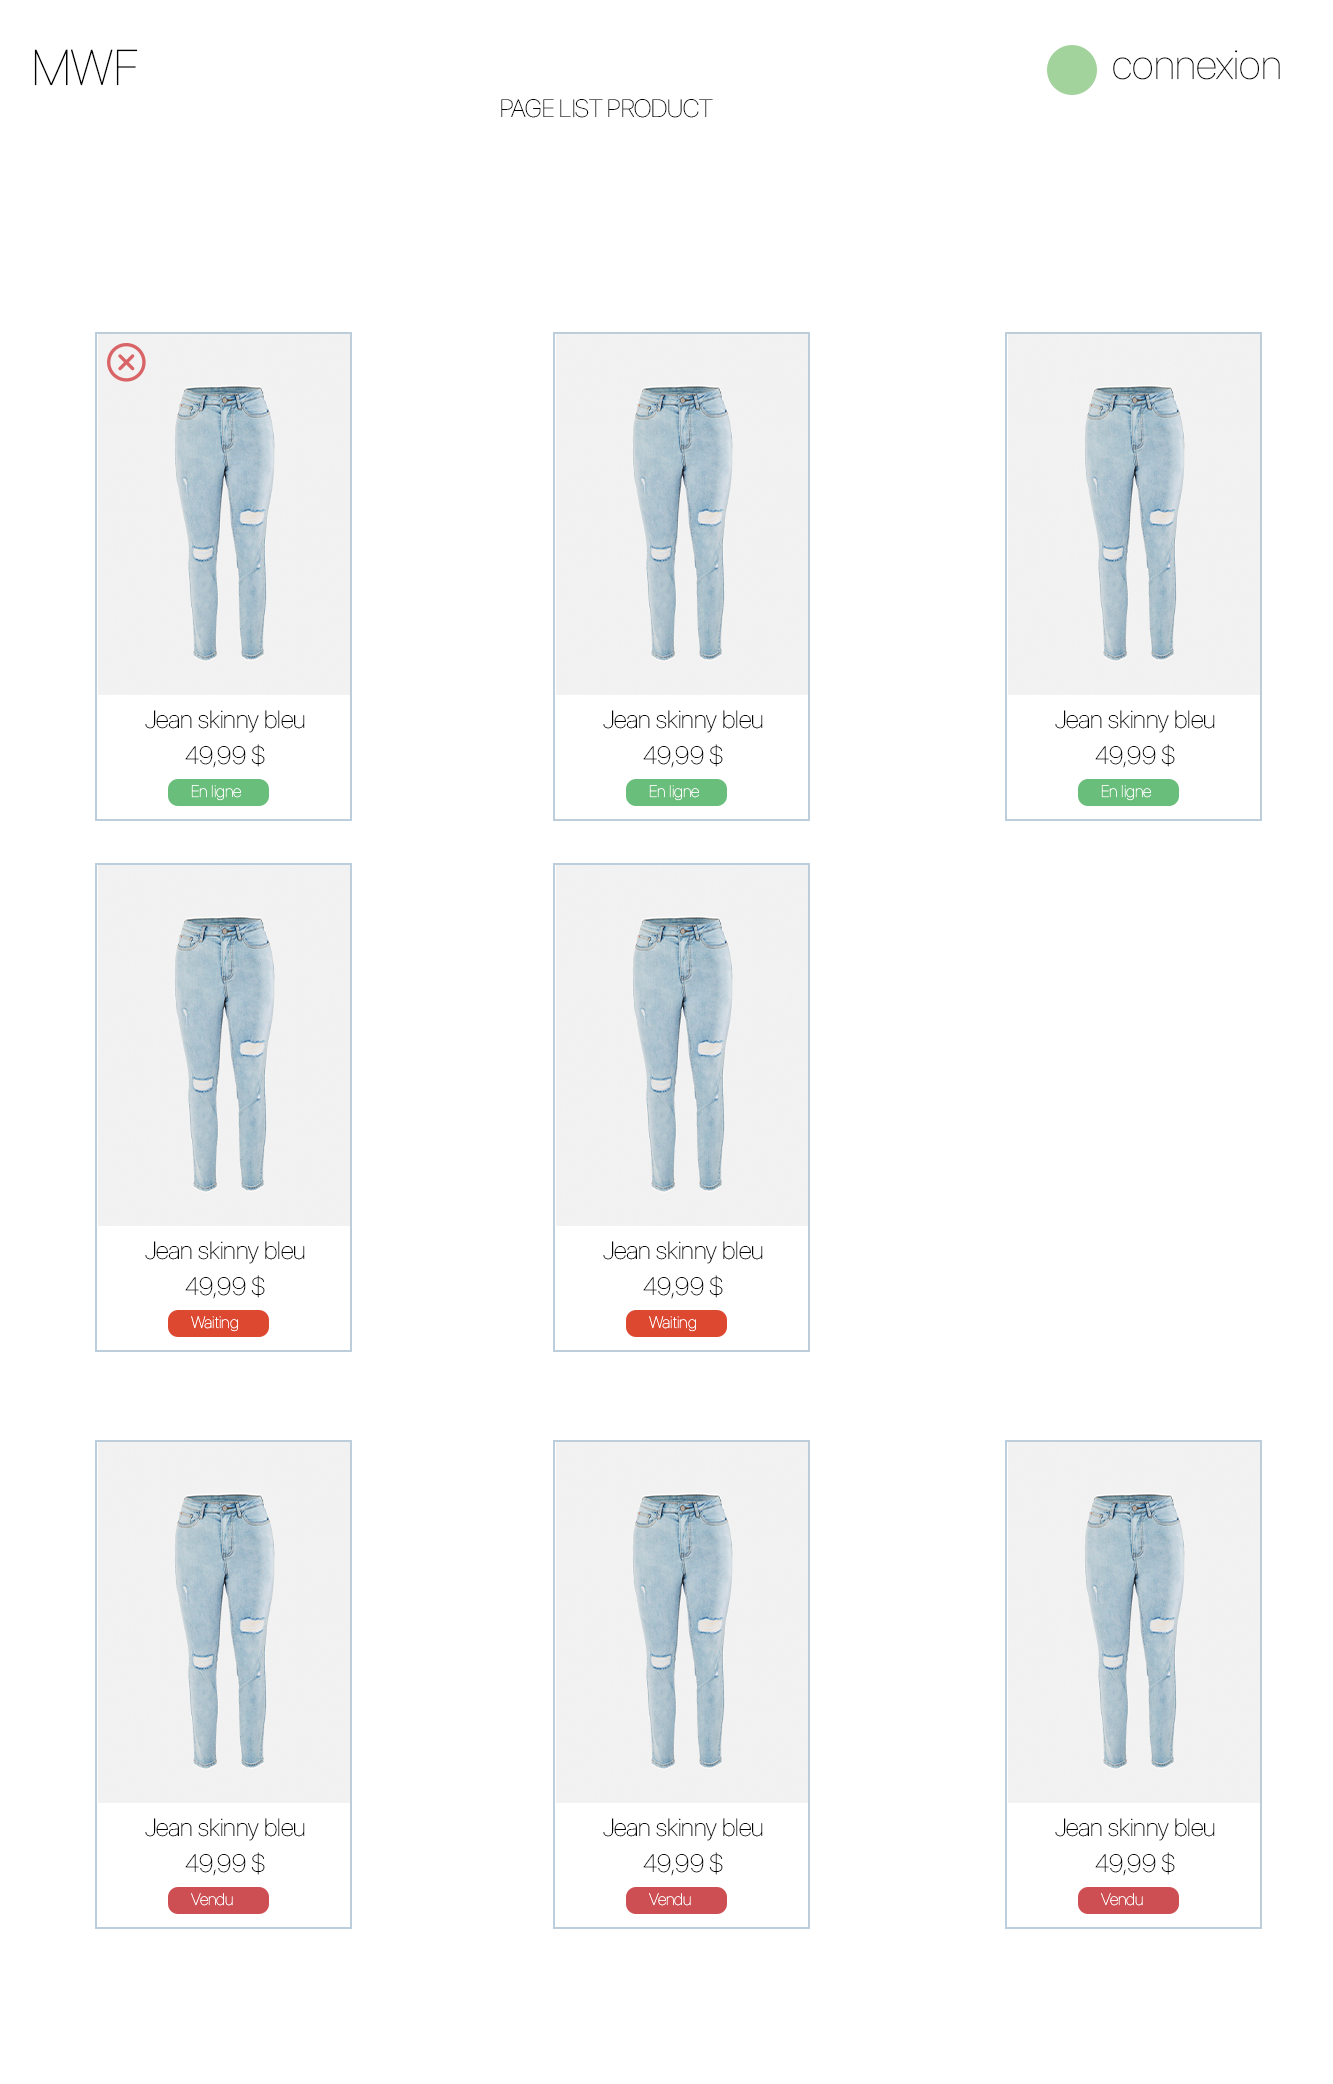 MWF
connexion
PAGE LIST PRODUCT
Jean skinny bleu
49,99 $
En ligne
Jean skinny bleu
49,99 $
En ligne
Jean skinny bleu
49,99 $
En ligne
Jean skinny bleu
49,99 $
Waiting
Jean skinny bleu
49,99 $
Waiting
Jean skinny bleu
49,99 $
Vendu
Jean skinny bleu
49,99 $
Vendu
Jean skinny bleu
49,99 $
Vendu